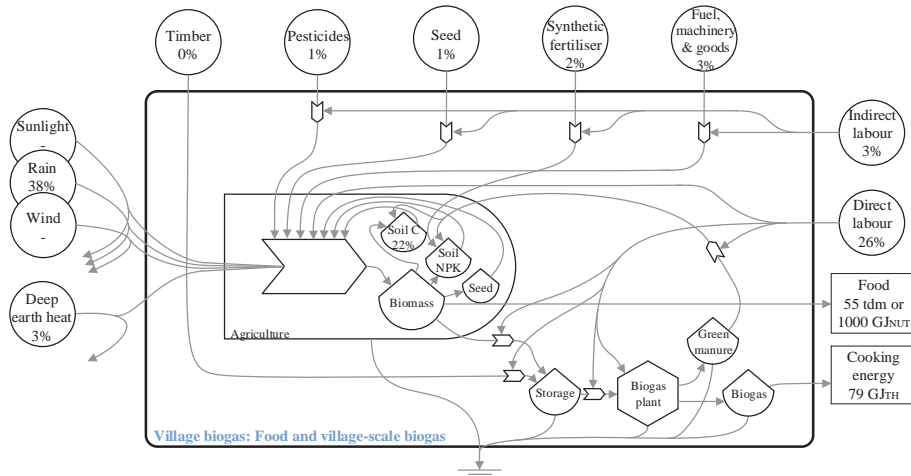 Timber
0%
Pesticides
1%
Seed
1%
Synthetic
fertiliser
2%
Fuel,
machinery
& goods
3%
Sunlight
-
Rain
38%
Wind
-
Deep
earth heat
3%
Indirect
labour
3%
Direct
labour
26%
Soil C
22%
Soil
NPK
Seed
Biomass
Agriculture
Food
55 tdm or
1000 GJNUT
Green
manure
Cooking
energy
79 GJTH
Storage
Biogas
plant
Biogas
Village biogas: Food and village-scale biogas